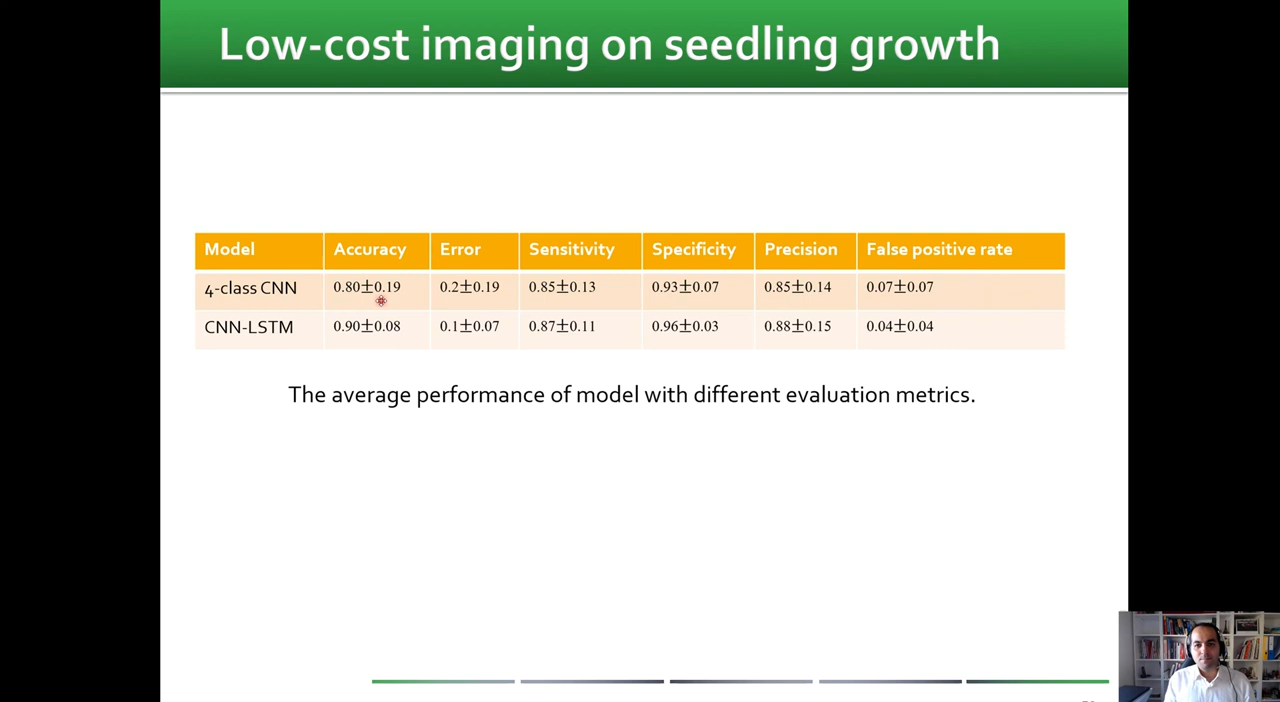 Low-cost imaging on seedling growth
Model Accuracy Error Sensitivity Specificity Precision False positive rate
4-class CNN 0.80±0.19 0.2±0.19 0.85±0.13 0.93±0.07 0.85±0.14 0.07±0.07
CNN-LSTM 0.90±0.08 0.1±0.07 0.87±0.11 0.96±0.03 0.88±0.15 0.04±0.04
The average performance of model with different evaluation metrics.